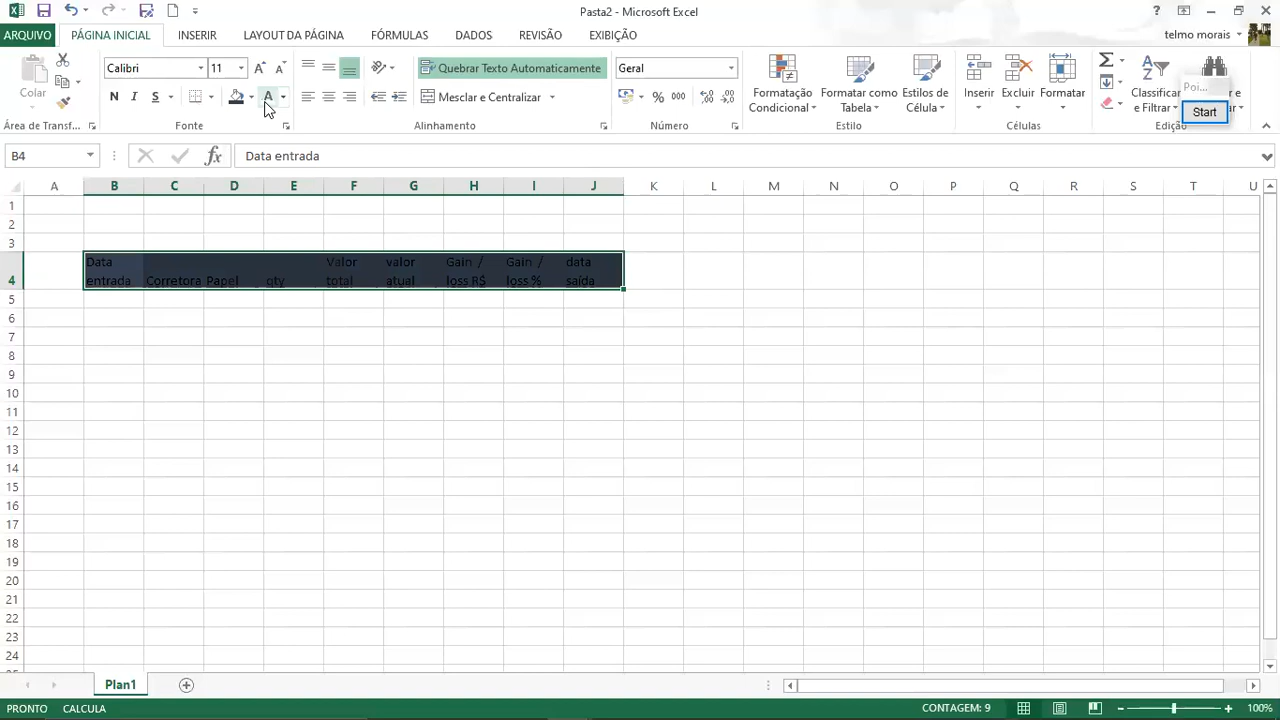 Pasta2 - Microsoft Excel
?
ARQUIVO PÁGINA INICIAL INSERIR LAYOUT DA PÁGINA FÓRMULAS DADOS REVISÃO EXIBIÇÃO telmo morais
Colar
Calibri 11 A A
N I S A
Quebrar Texto Automaticamente
Mesclar e Centralizar
Geral
% 000
Formatação Condicional
Formatar como Tabela
Estilos de Célula
Inserir Excluir Formatar
Classificar e Filtrar
Poi...
Start
Área de Transf... Fonte Alinhamento Número Estilo Células Edição
B4 fx Data entrada
A B C D E F G H I J K L M N O P Q R S T U
1
2
3
4 Data entrada Corretora Papel qty Valor total valor atual Gain / loss R$ Gain / loss % data saída
5
6
7
8
9
10
11
12
13
14
15
16
17
18
19
20
21
22
23
24
Plan1
PRONTO CALCULA CONTAGEM: 9 100%